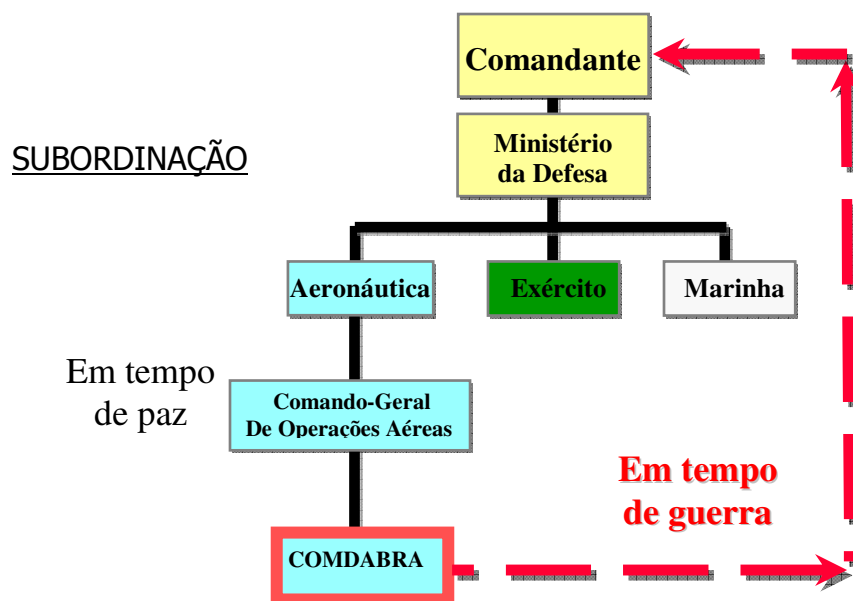 Comandante
Ministério
da Defesa
SUBORDINAÇÃO
Aeronáutica
Exército
Marinha
Em tempo
de paz
Comando-Geral
De Operações Aéreas
Em tempo
de guerra
COMDABRA